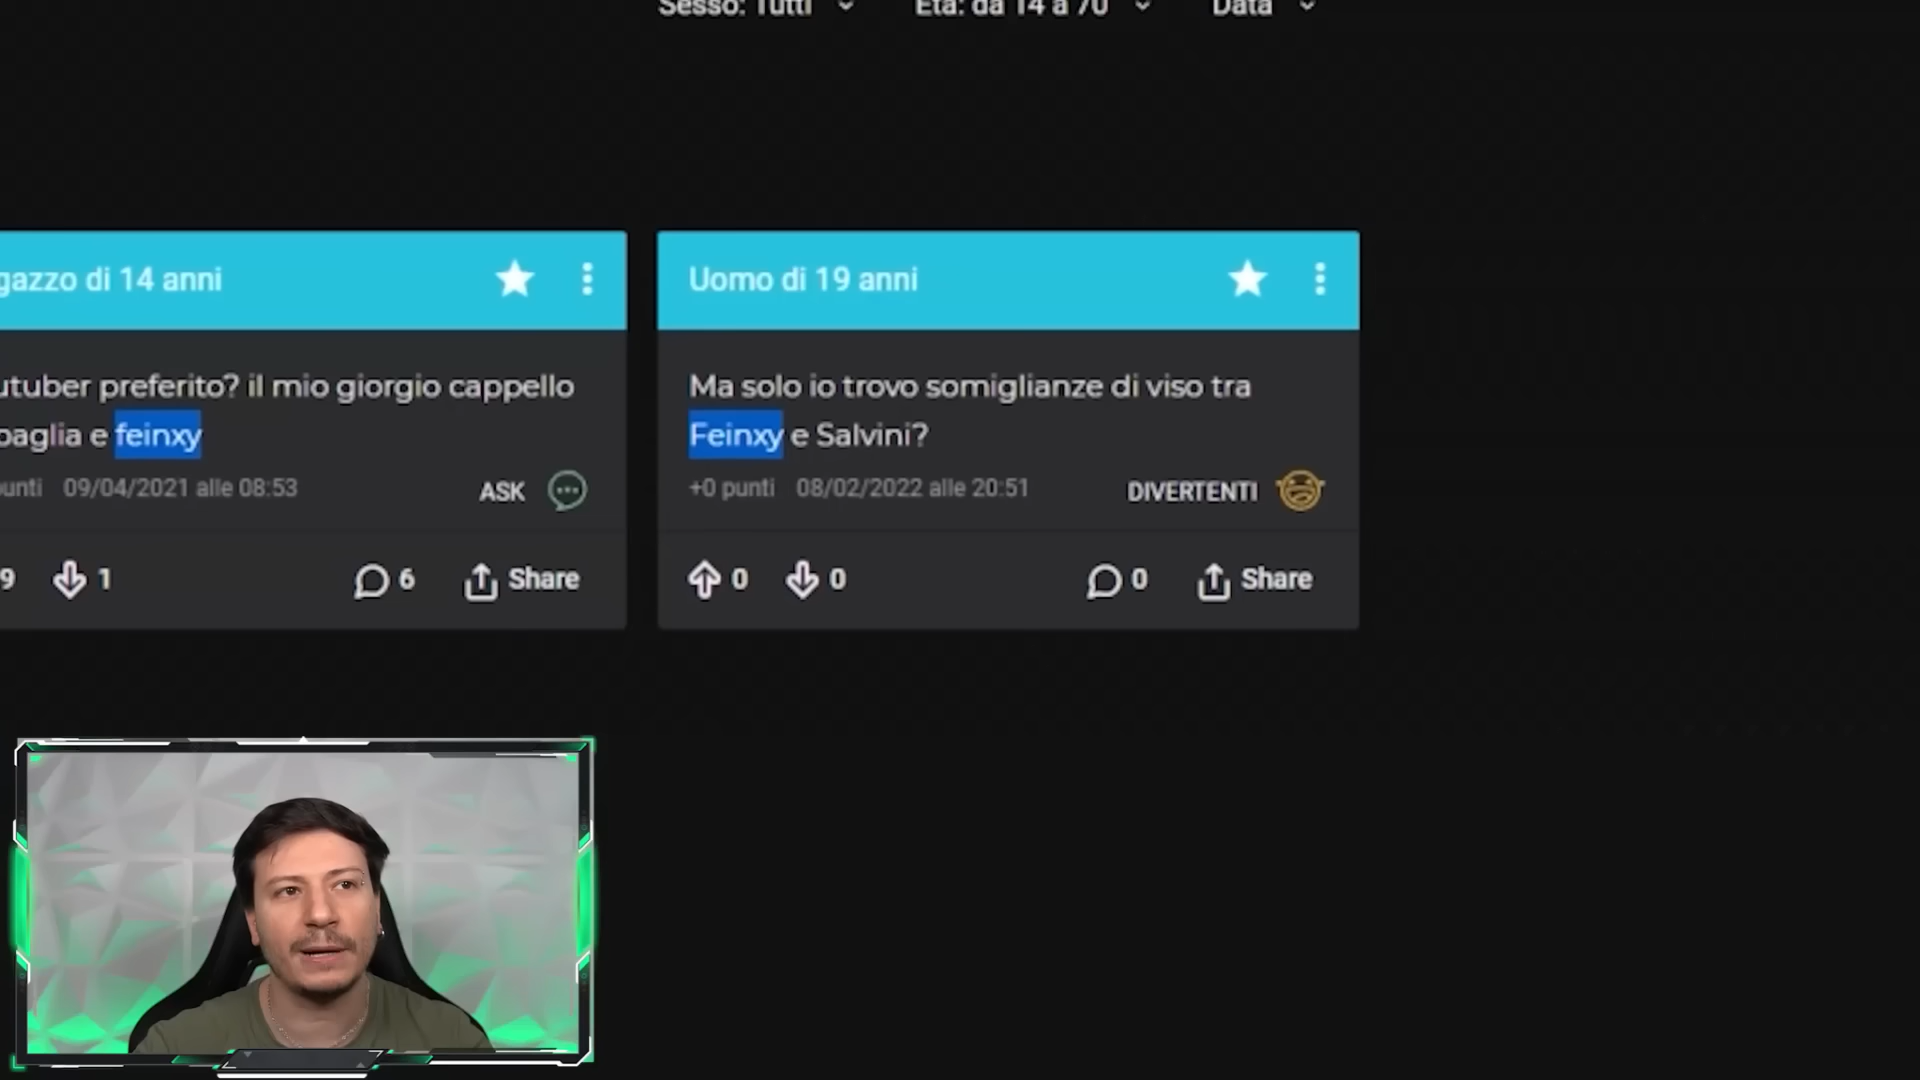 Sesso: Tutti
Età: da 14 a 70
Data
gazzo di 14 anni
utuber preferito? il mio giorgio cappello
paglia e feinxy
unti 09/04/2021 alle 08:53
ASK
9 1 6 Share
Uomo di 19 anni
Ma solo io trovo somiglianze di viso tra
Feinxy e Salvini?
+0 punti 08/02/2022 alle 20:51
DIVERTENTI
0 0 0 Share